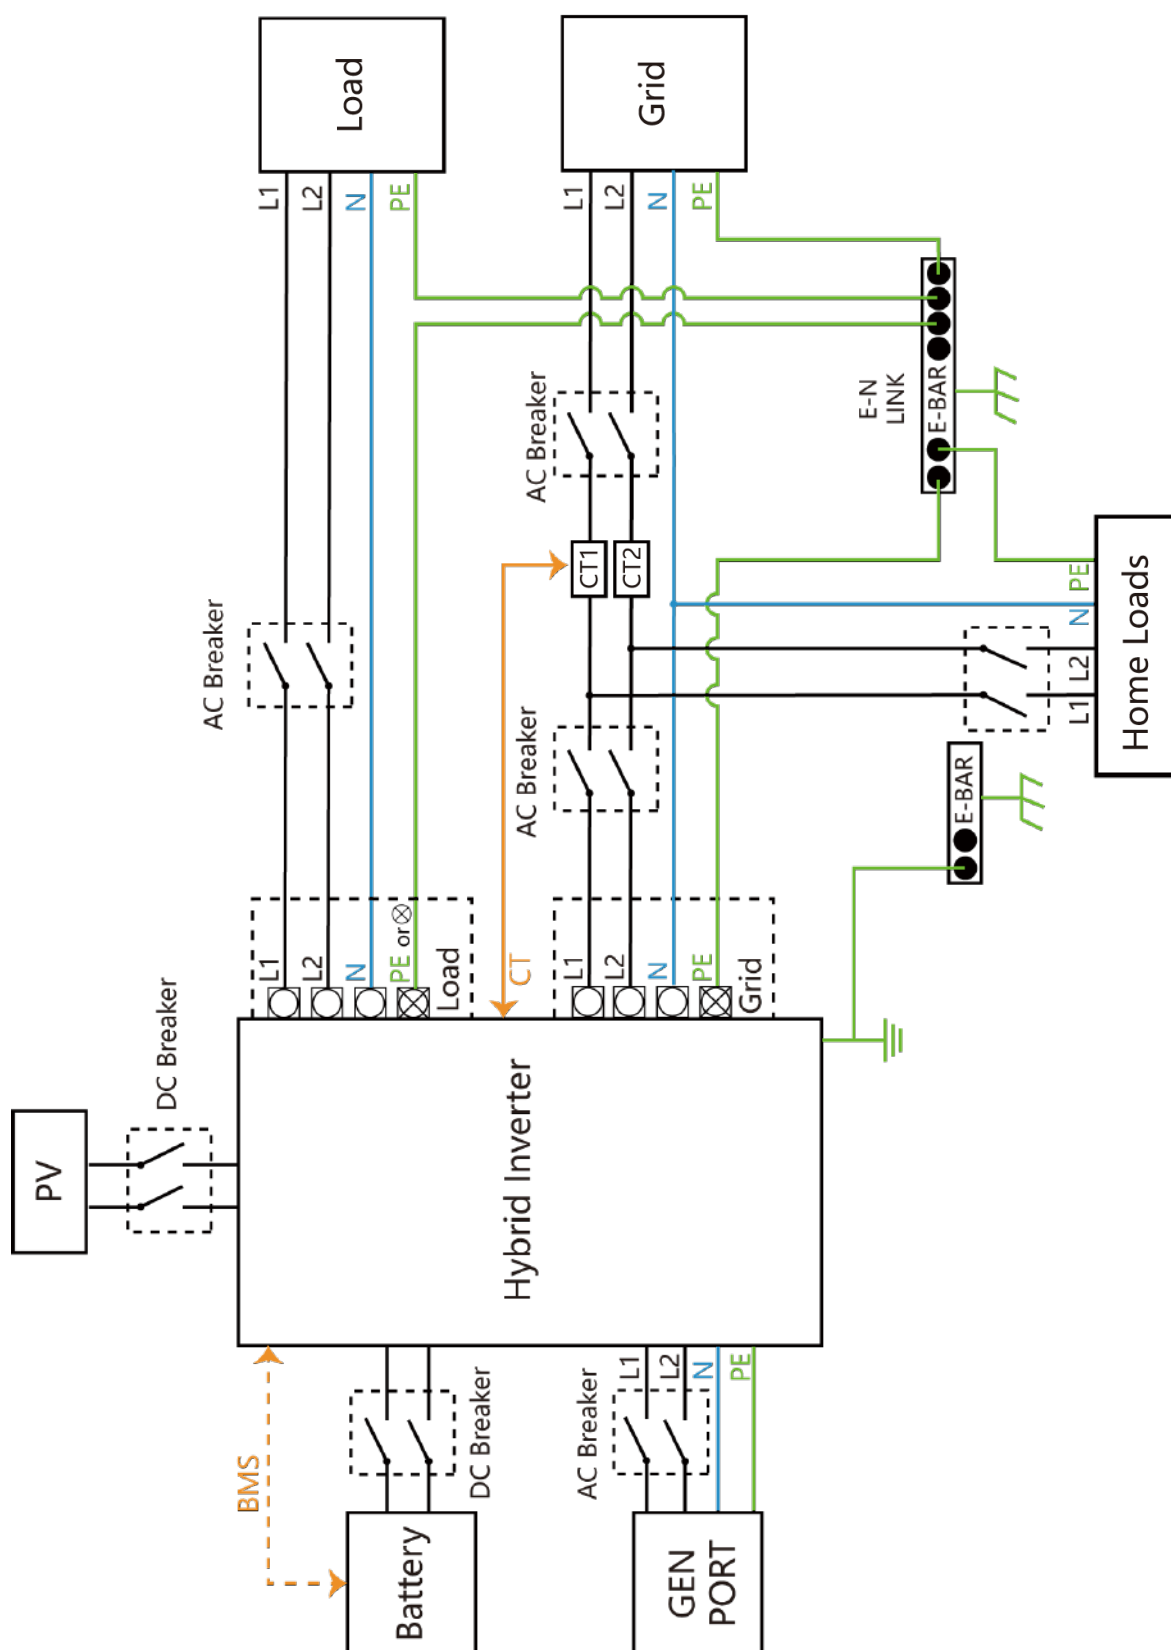 Load
Grid
L1
L2
N
PE
L1
L2
N
PE
E-N
LINK
E-BAR
AC Breaker
CT1
CT2
AC Breaker
AC Breaker
PE
N
L2
L1
Home Loads
E-BAR
L1
L2
N
PE or
Load
CT
L1
L2
N
PE
Grid
DC Breaker
PV
Hybrid Inverter
BMS
DC Breaker
Battery
AC Breaker
L1
L2
N
PE
GEN
PORT